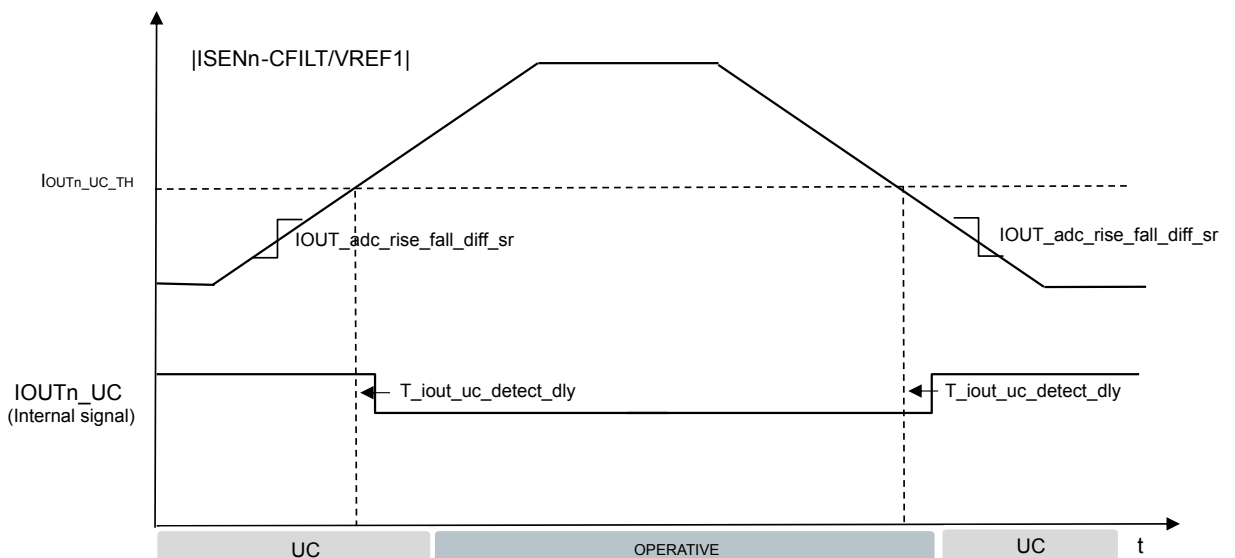 |ISENn-CFILT/VREF1|
IOUTn_UC_TH
IOUT_adc_rise_fall_diff_sr
IOUT_adc_rise_fall_diff_sr
IOUTn_UC
(Internal signal)
T_iout_uc_detect_dly
T_iout_uc_detect_dly
UC
OPERATIVE
UC
t